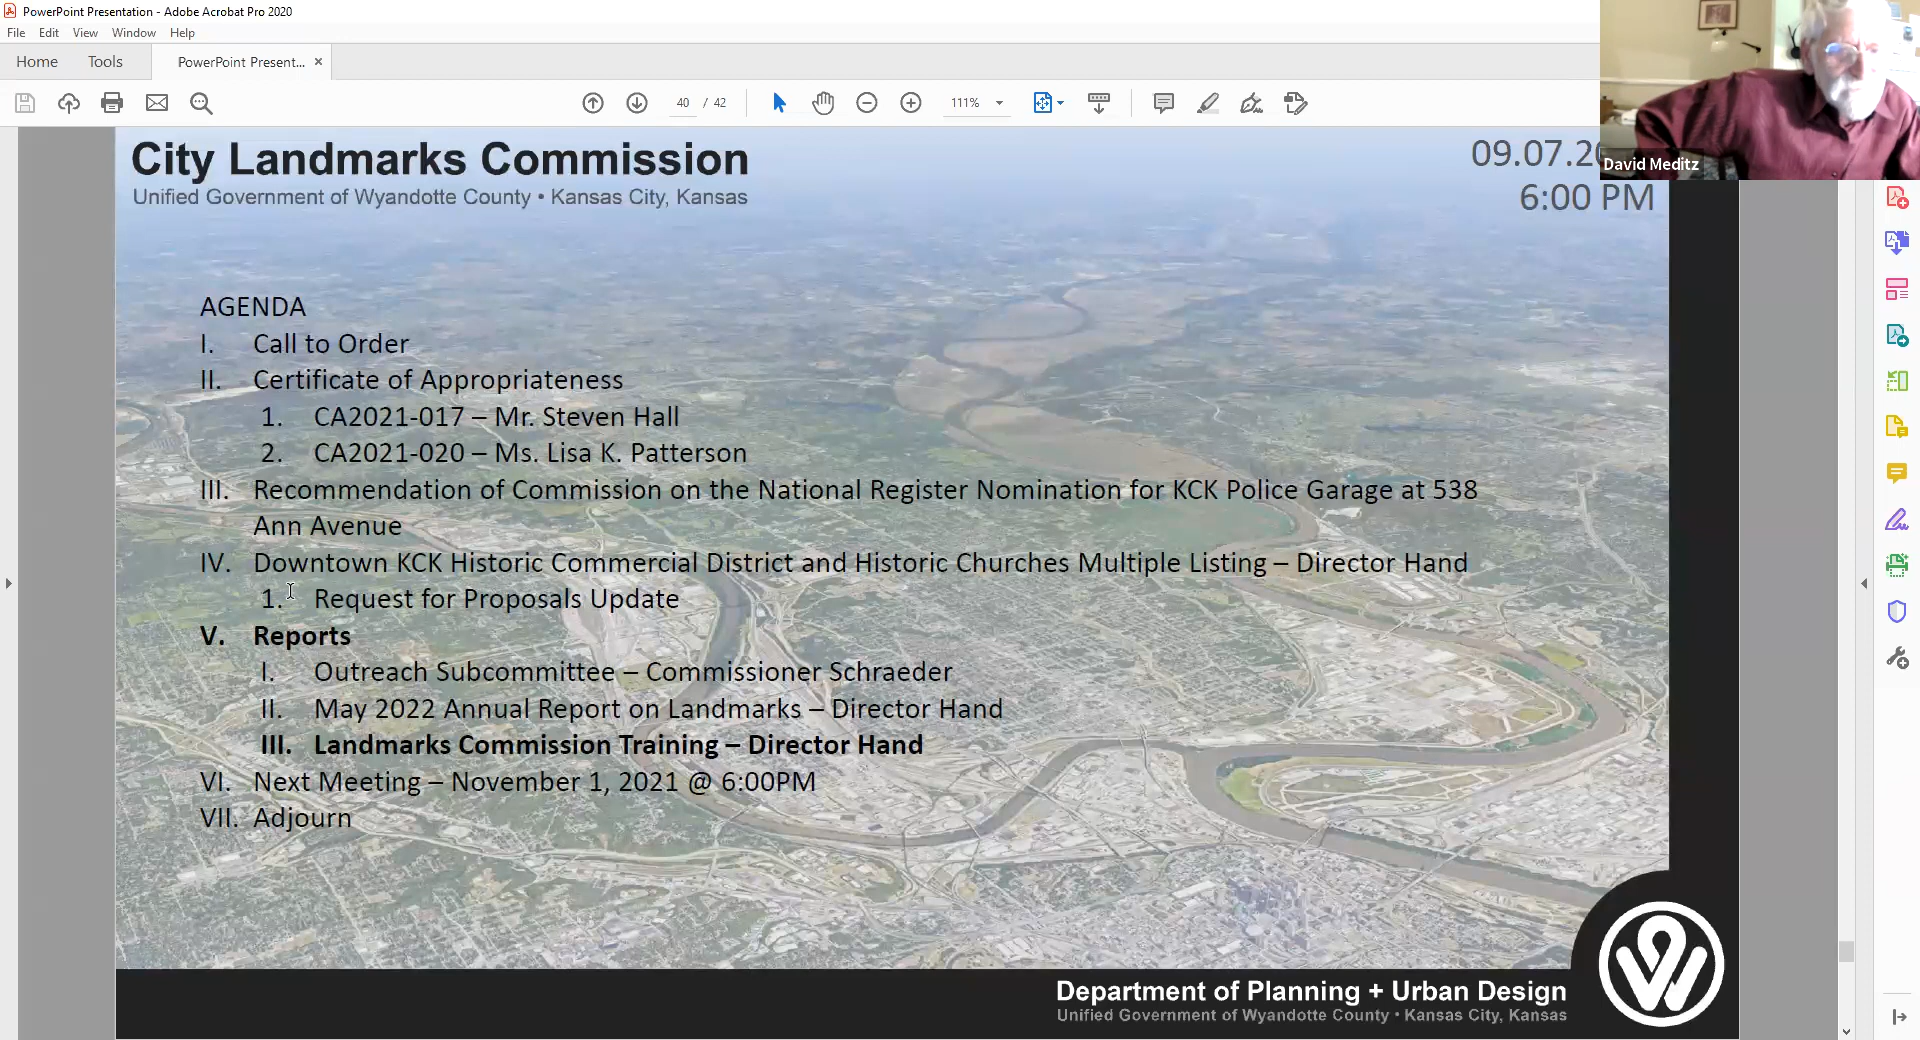 PowerPoint Presentation - Adobe Acrobat Pro 2020
File Edit View Window Help
Home Tools PowerPoint Present... ×
40 / 42 111%
David Meditz
City Landmarks Commission
Unified Government of Wyandotte County • Kansas City, Kansas
09.07.2
6:00 PM
AGENDA
I. Call to Order
II. Certificate of Appropriateness
1. CA2021-017 – Mr. Steven Hall
2. CA2021-020 – Ms. Lisa K. Patterson
III. Recommendation of Commission on the National Register Nomination for KCK Police Garage at 538
Ann Avenue
IV. Downtown KCK Historic Commercial District and Historic Churches Multiple Listing – Director Hand
1. Request for Proposals Update
V. Reports
I. Outreach Subcommittee – Commissioner Schraeder
II. May 2022 Annual Report on Landmarks – Director Hand
III. Landmarks Commission Training – Director Hand
VI. Next Meeting – November 1, 2021 @ 6:00PM
VII. Adjourn
Department of Planning + Urban Design
Unified Government of Wyandotte County • Kansas City, Kansas